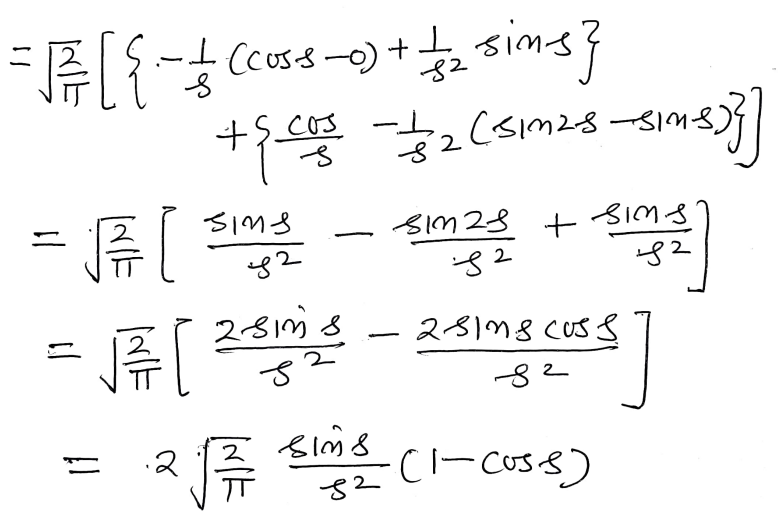 = √(2/π) [ { -1/s (cos s - 0) + 1/s² sin s }
+ { cos/s - 1/s² (sin 2s - sin s) } ]
= √(2/π) [ sin s/s² - sin 2s/s² + sin s/s² ]
= √(2/π) [ 2 sin s/s² - 2 sin s cos s/s² ]
= 2 √(2/π) sin s/s² (1 - cos s)